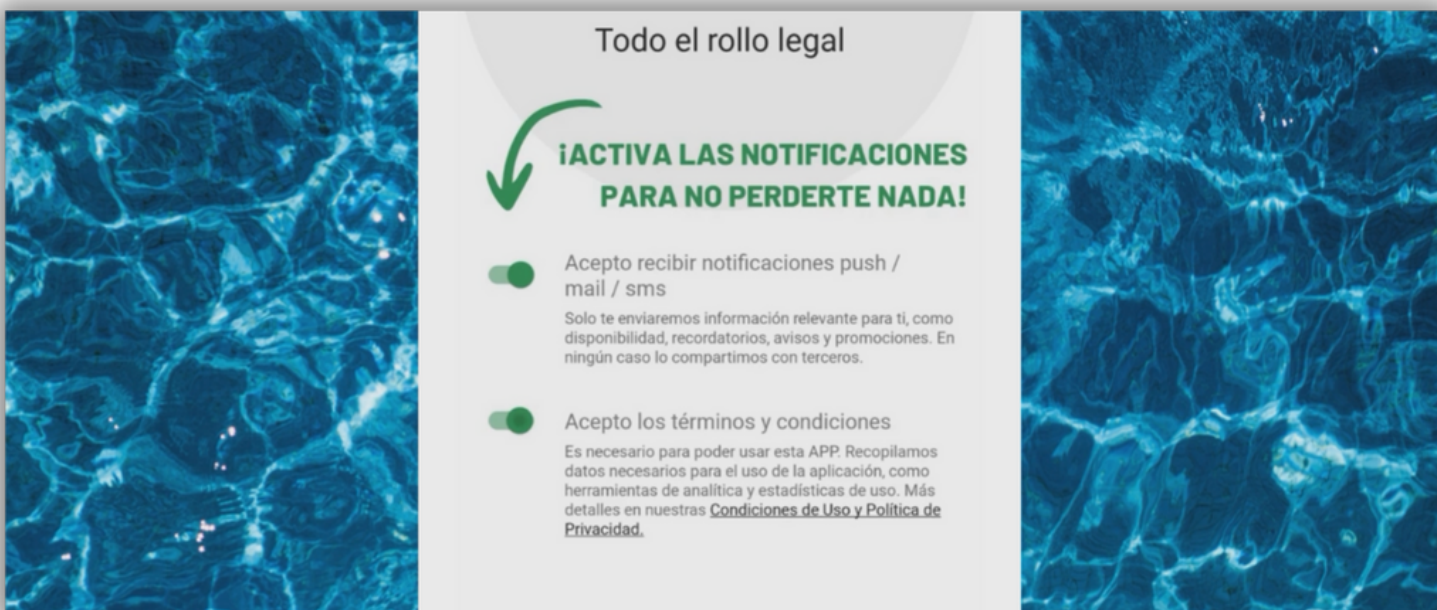 Todo el rollo legal
¡ACTIVA LAS NOTIFICACIONES
PARA NO PERDERTE NADA!
Acepto recibir notificaciones push /
mail / sms
Solo te enviaremos información relevante para ti, como
disponibilidad, recordatorios, avisos y promociones. En
ningún caso lo compartimos con terceros.
Acepto los términos y condiciones
Es necesario para poder usar esta APP. Recopilamos
datos necesarios para el uso de la aplicación, como
herramientas de analítica y estadísticas de uso. Más
detalles en nuestras Condiciones de Uso y Política de
Privacidad.